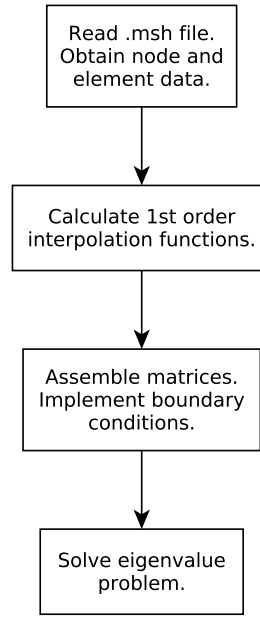 Read .msh file.
Obtain node and
element data.
Calculate 1st order
interpolation functions.
Assemble matrices.
Implement boundary
conditions.
Solve eigenvalue
problem.